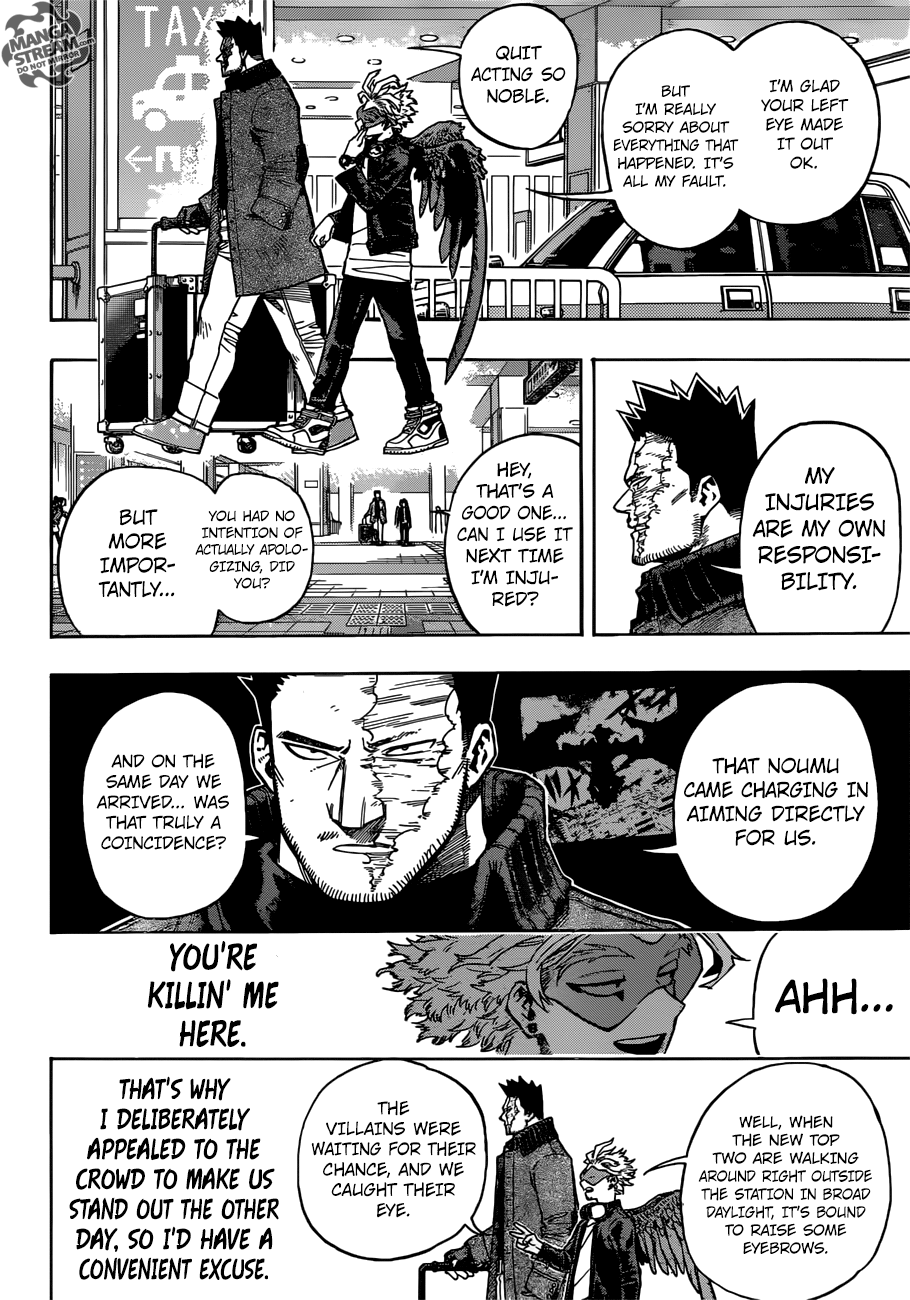 MANGA
STREAM
DO NOT MIRROR.COM
TAX
I'M GLAD
YOUR LEFT
EYE MADE
IT OUT
OK.
BUT
I'M REALLY
SORRY ABOUT
EVERYTHING THAT
HAPPENED. IT'S
ALL MY FAULT.
QUIT
ACTING SO
NOBLE.
MY
INJURIES
ARE MY OWN
RESPONSI-
BILITY.
HEY,
THAT'S A
GOOD ONE...
CAN I USE IT
NEXT TIME
I'M INJU-
RED?
YOU HAD NO
INTENTION OF
ACTUALLY APOLO-
GIZING, DID
YOU?
BUT
MORE
IMPOR-
TANTLY...
THAT NOUMU
CAME CHARGING IN
AIMING DIRECTLY
FOR US.
AND ON THE
SAME DAY WE
ARRIVED... WAS
THAT TRULY A
COINCIDENCE?
AHH...
YOU'RE
KILLIN' ME
HERE.
WELL, WHEN
THE NEW TOP
TWO ARE WALKING
AROUND RIGHT OUTSIDE
THE STATION IN BROAD
DAYLIGHT, IT'S BOUND
TO RAISE SOME
EYEBROWS.
THE
VILLAINS WERE
WAITING FOR THEIR
CHANCE, AND WE
CAUGHT THEIR
EYE.
THAT'S WHY
I DELIBERATELY
APPEALED TO THE
CROWD TO MAKE US
STAND OUT THE OTHER
DAY, SO I'D HAVE A
CONVENIENT EXCUSE.